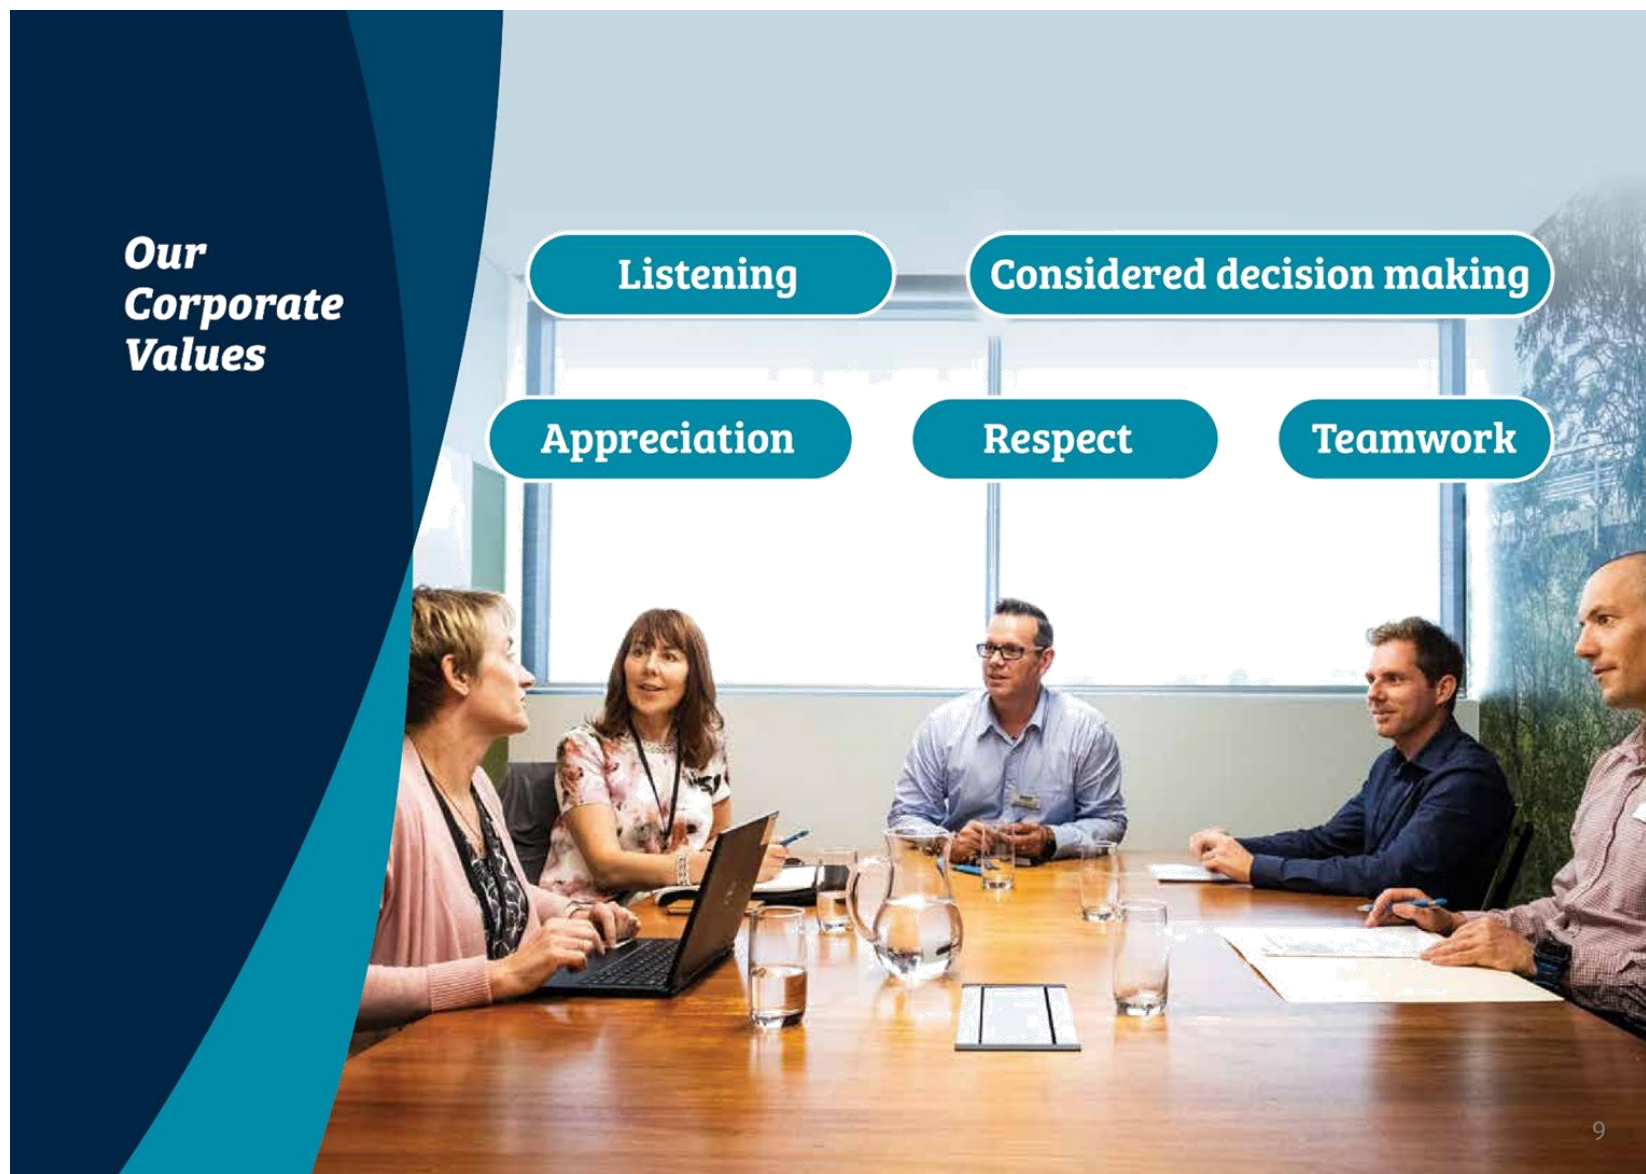 Our
Corporate
Values
Listening
Considered decision making
Appreciation
Respect
Teamwork
9